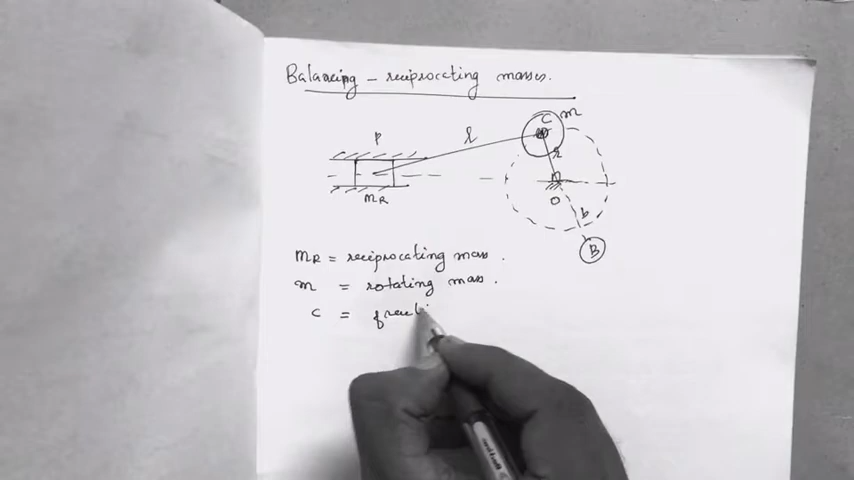 Balancing - reciprocating masses.
C m
P
l
r
O
mR
b
B
mR = reciprocating mass.
m = rotating mass.
c =